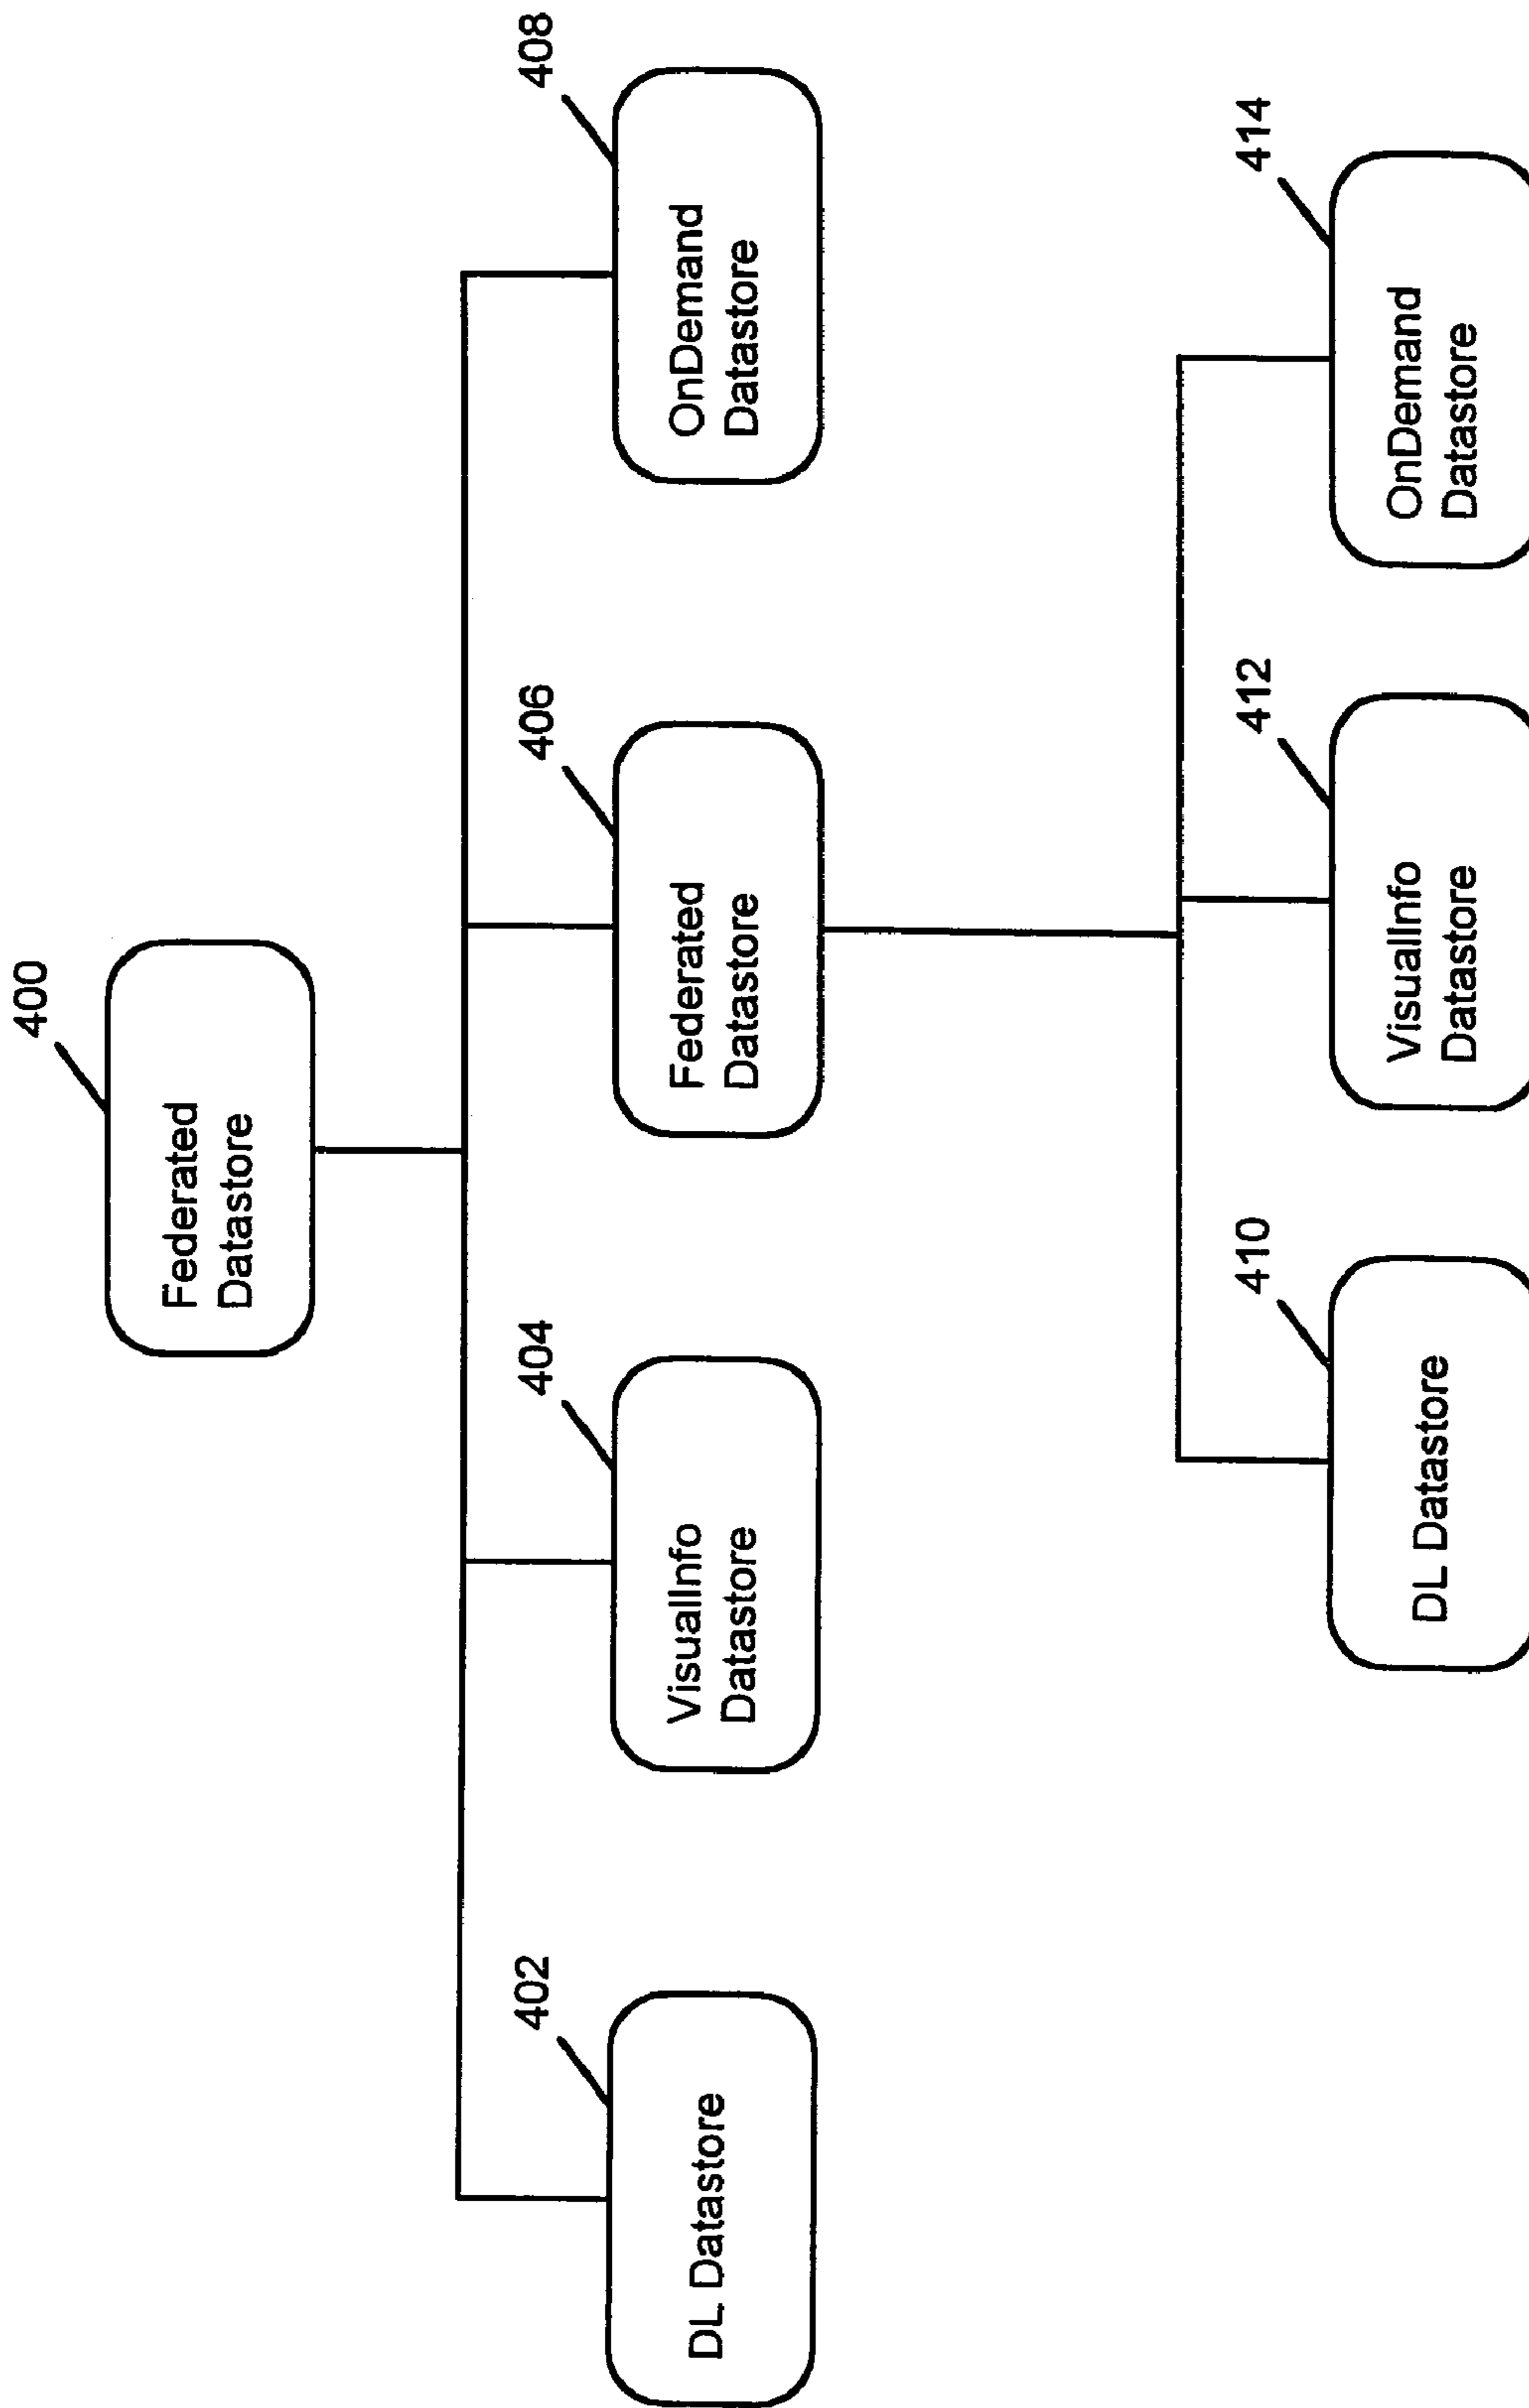 400
Federated
Datastore
402
DL Datastore
404
VisualInfo
Datastore
406
Federated
Datastore
408
OnDemand
Datastore
410
DL Datastore
412
VisualInfo
Datastore
414
OnDemand
Datastore